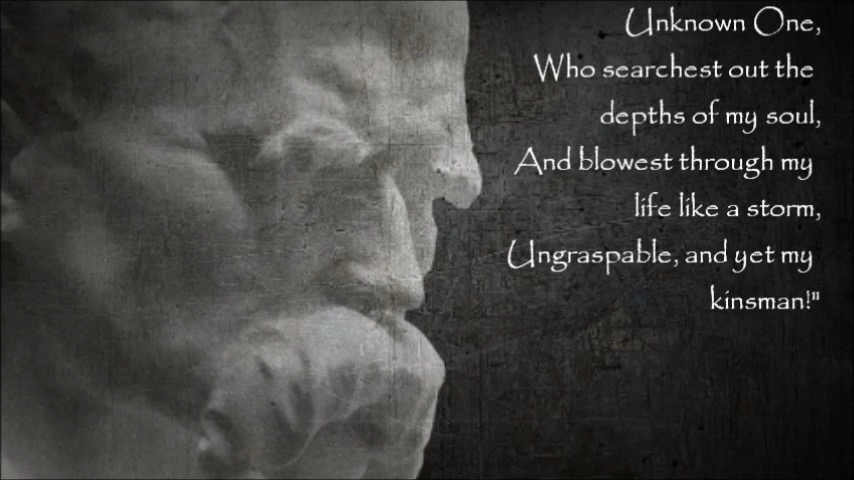 Unknown One,
Who searchest out the
depths of my soul,
And blowest through my
life like a storm,
Ungraspable, and yet my
kinsman!"